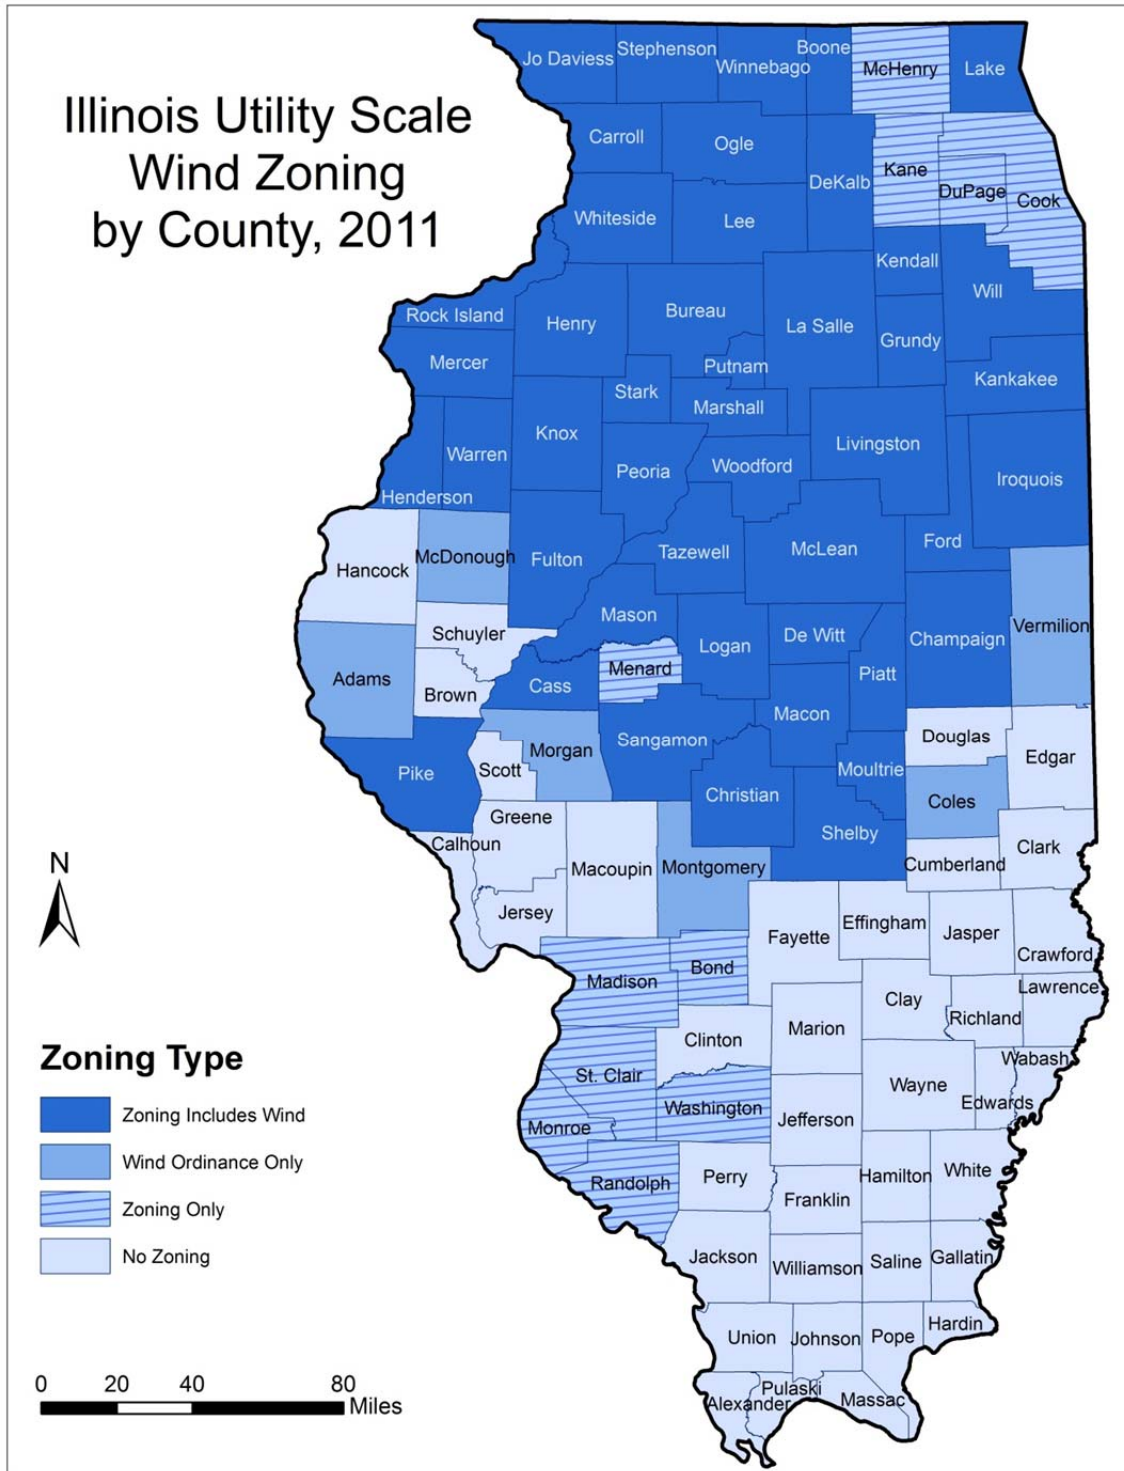 Illinois Utility Scale
Wind Zoning
by County, 2011
Jo Daviess
Stephenson
Winnebago
Boone
McHenry
Lake
Carroll
Ogle
DeKalb
Kane
DuPage
Cook
Whiteside
Lee
Kendall
Will
Rock Island
Henry
Bureau
La Salle
Grundy
Mercer
Putnam
Kankakee
Stark
Marshall
Knox
Warren
Peoria
Woodford
Livingston
Iroquois
Henderson
Hancock
McDonough
Fulton
Tazewell
McLean
Ford
Schuyler
Mason
Logan
De Witt
Champaign
Vermilion
Adams
Brown
Cass
Menard
Piatt
Macon
Pike
Scott
Morgan
Sangamon
Christian
Moultrie
Douglas
Edgar
Coles
Shelby
Greene
Calhoun
Macoupin
Montgomery
Cumberland
Clark
Jersey
Fayette
Effingham
Jasper
Crawford
Madison
Bond
Clay
Richland
Lawrence
Clinton
Marion
Wayne
Wabash
Edwards
St. Clair
Washington
Jefferson
Monroe
Randolph
Perry
Franklin
Hamilton
White
Jackson
Williamson
Saline
Gallatin
Union
Johnson
Pope
Hardin
Alexander
Pulaski
Massac
N
Zoning Type
Zoning Includes Wind
Wind Ordinance Only
Zoning Only
No Zoning
0 20 40 80
Miles